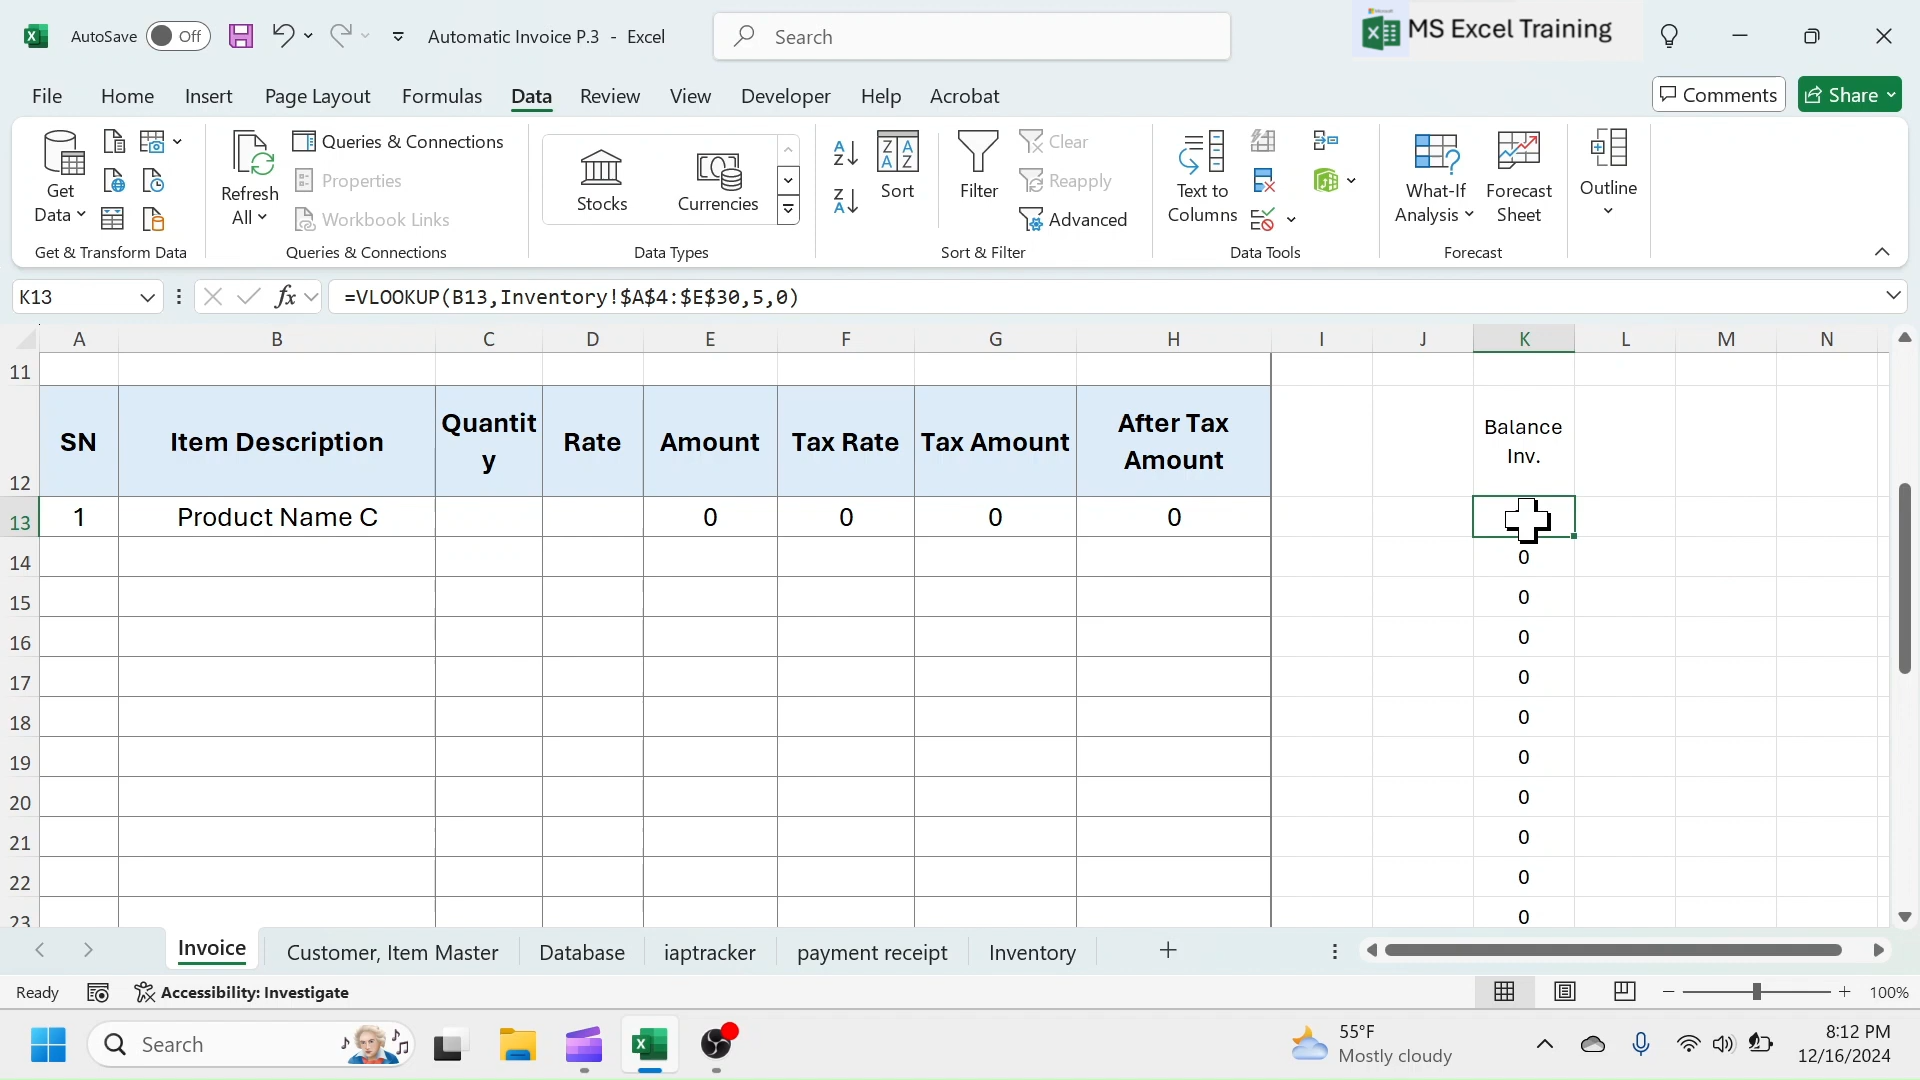 AutoSave Off Automatic Invoice P.3 - Excel Search MS Excel Training
File Home Insert Page Layout Formulas Data Review View Developer Help Acrobat Comments Share
Get Data
Get & Transform Data
Refresh All
Queries & Connections
Properties
Workbook Links
Queries & Connections
Stocks Currencies
Data Types
Sort
Filter
Clear
Reapply
Advanced
Sort & Filter
Text to Columns
Data Tools
What-If Analysis
Forecast Sheet
Forecast
Outline
K13 fx =VLOOKUP(B13,Inventory!$A$4:$E$30,5,0)
A B C D E F G H I J K L M N
11
12 SN Item Description Quantity Rate Amount Tax Rate Tax Amount After Tax Amount Balance Inv.
13 1 Product Name C 0 0 0 0
14 0
15 0
16 0
17 0
18 0
19 0
20 0
21 0
22 0
23 0
Invoice Customer, Item Master Database iaptracker payment receipt Inventory
Ready Accessibility: Investigate 100%
Search 55°F 8:12 PM
Mostly cloudy 12/16/2024